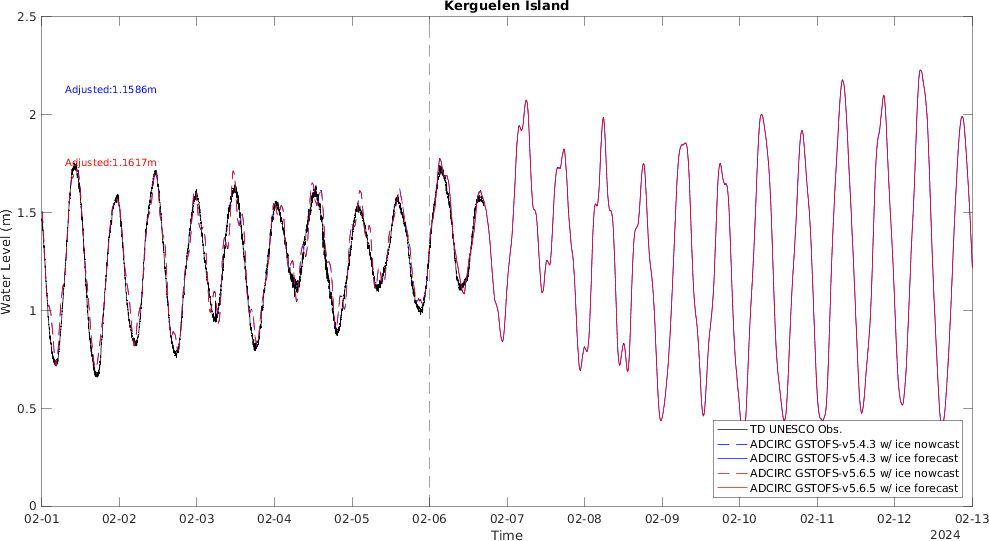 Kerguelen Island
2.5
2
1.5
1
0.5
0
Water Level (m)
Adjusted:1.1586m
Adjusted:1.1617m
TD UNESCO Obs.
ADCIRC GSTOFS-v5.4.3 w/ ice nowcast
ADCIRC GSTOFS-v5.4.3 w/ ice forecast
ADCIRC GSTOFS-v5.6.5 w/ ice nowcast
ADCIRC GSTOFS-v5.6.5 w/ ice forecast
02-01 02-02 02-03 02-04 02-05 02-06 02-07 02-08 02-09 02-10 02-11 02-12 02-13
Time
2024